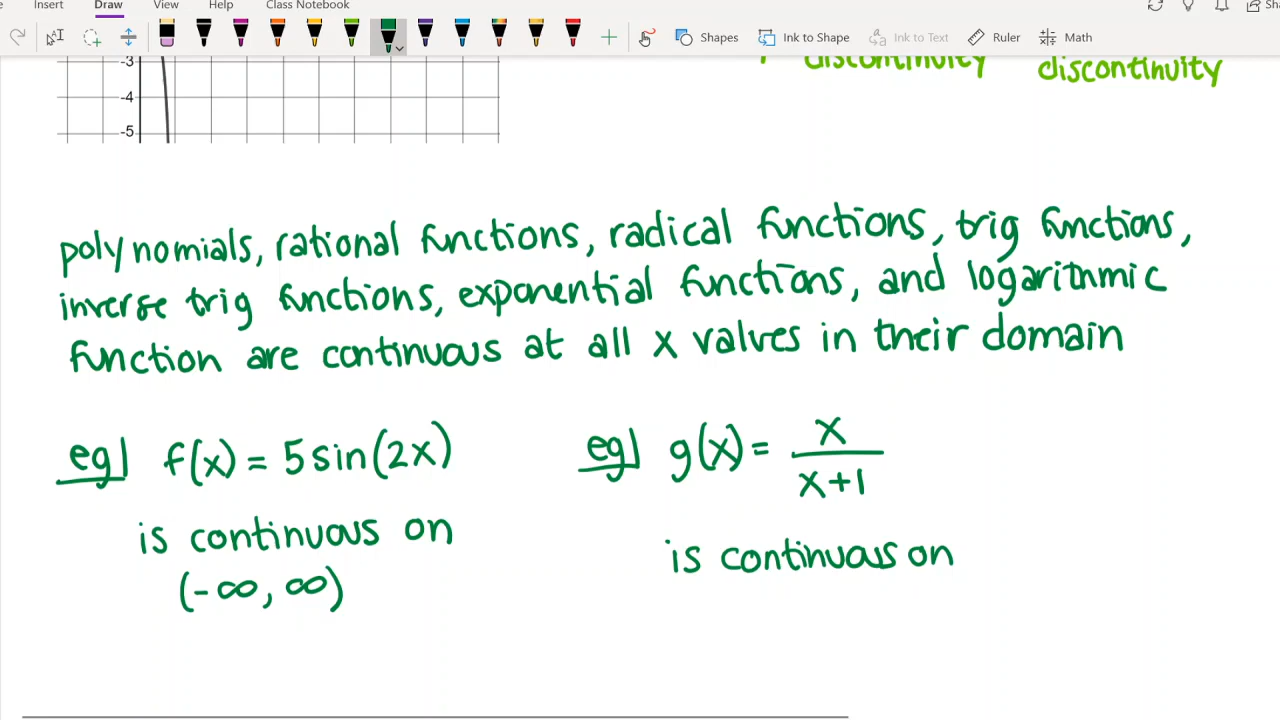 Insert Draw View Help Class Notebook
Shapes Ink to Shape Ink to Text Ruler Math
-3
-4
-5
discontinuity discontinuity
polynomials, rational functions, radical functions, trig functions,
inverse trig functions, exponential functions, and logarithmic
function are continuous at all x values in their domain
eg] f(x) = 5 sin(2x)
is continuous on
(-∞, ∞)
eg] g(x) = x/(x+1)
is continuous on